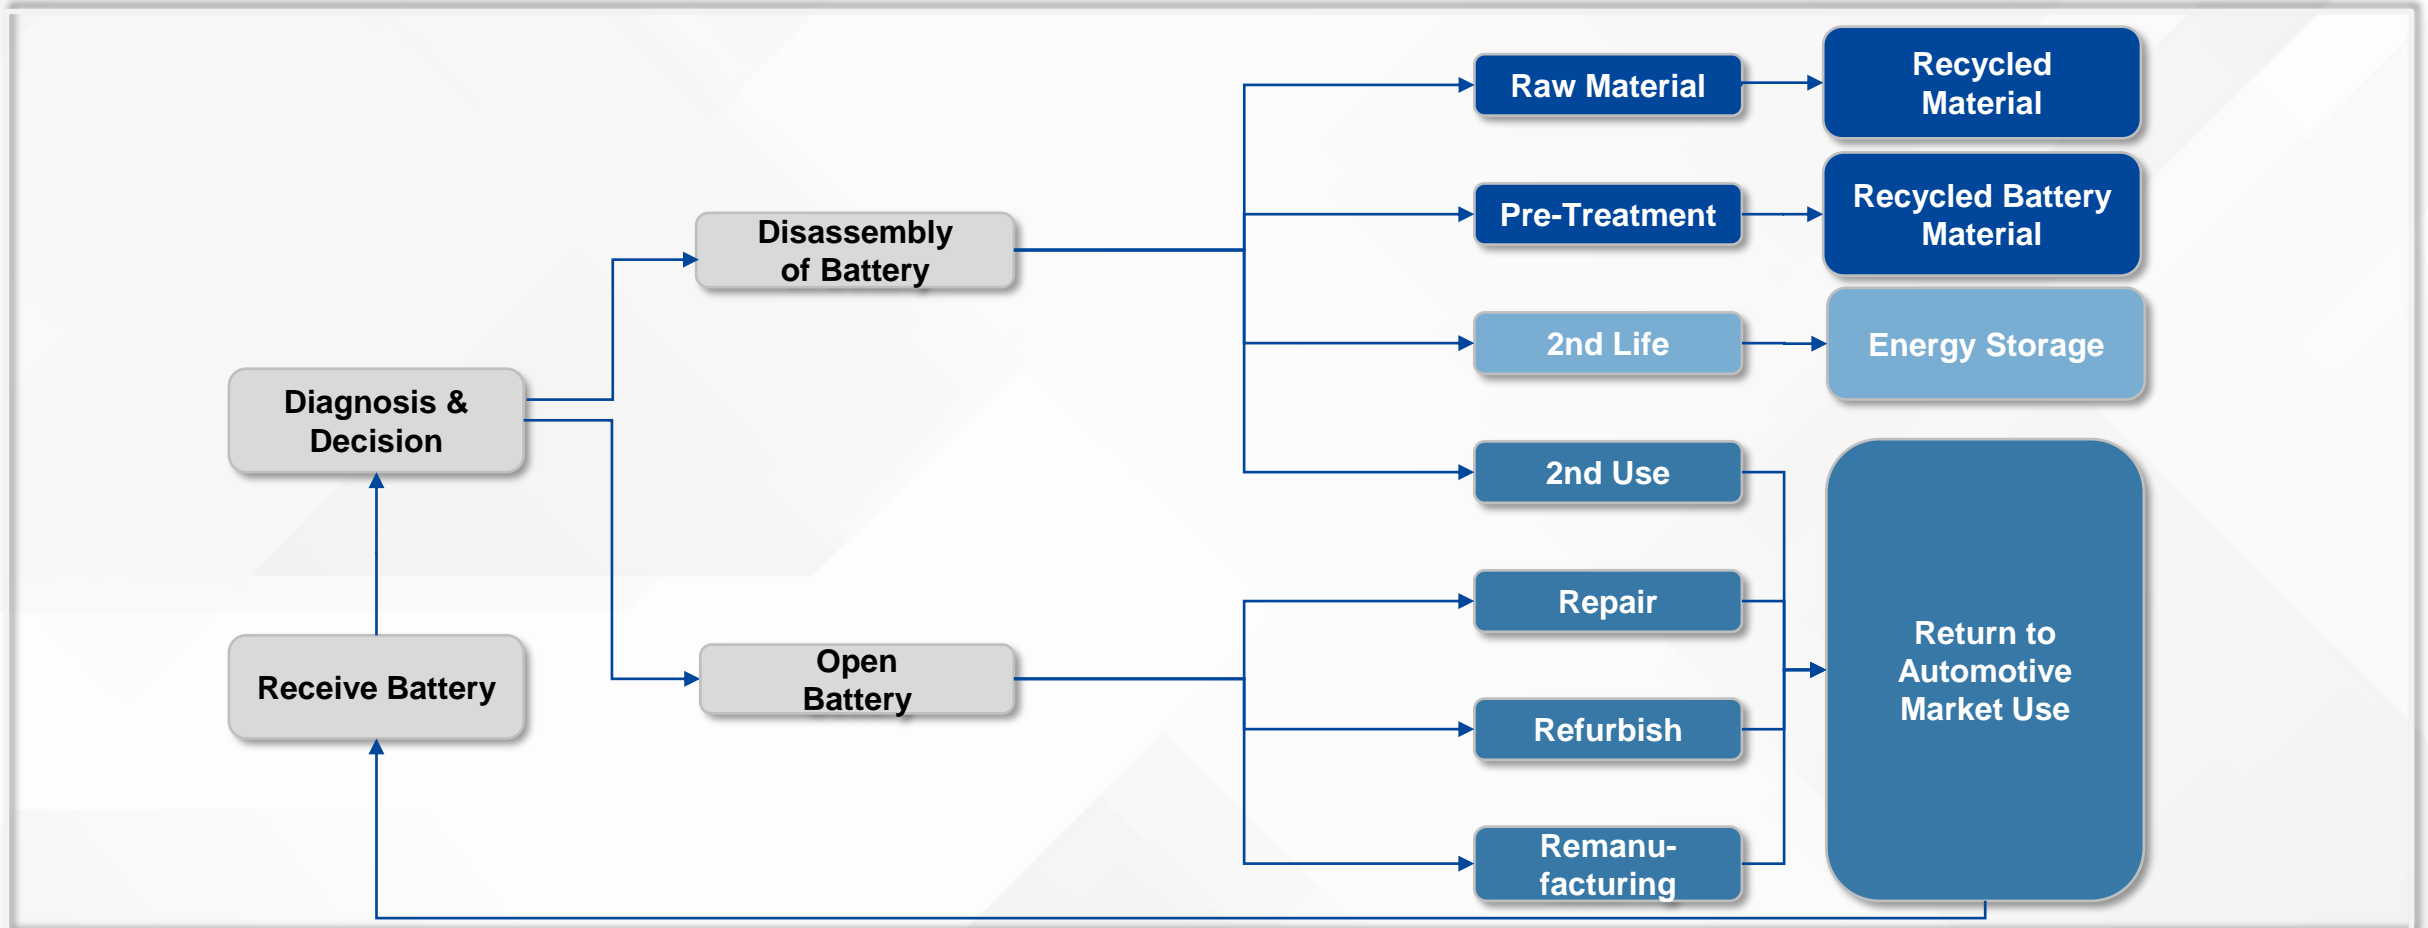 Raw Material
Recycled
Material
Pre-Treatment
Recycled Battery
Material
Disassembly
of Battery
2nd Life
Energy Storage
Diagnosis &
Decision
2nd Use
Repair
Receive Battery
Open
Battery
Return to
Automotive
Market Use
Refurbish
Remanu-
facturing